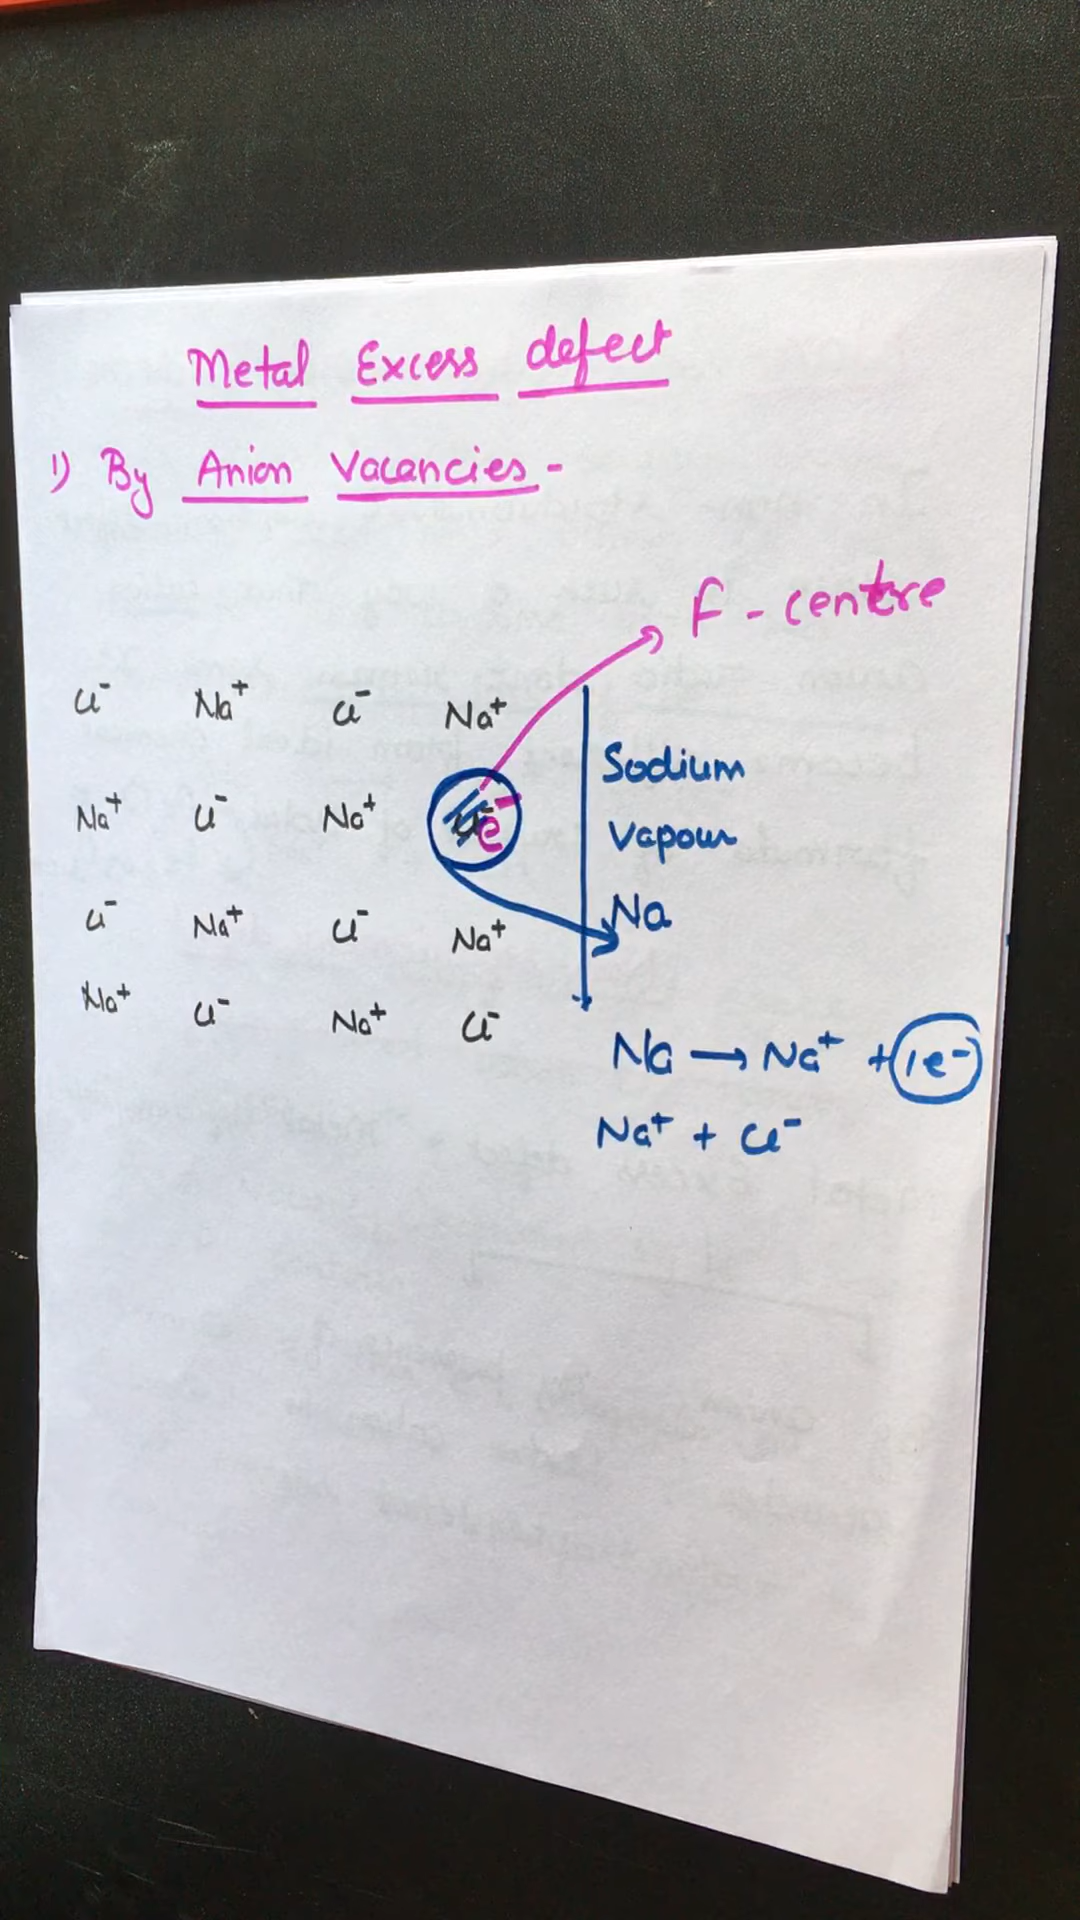 Metal Excess defect
1) By Anion Vacancies -
F - centre
Cl⁻ Na⁺ Cl⁻ Na⁺
Na⁺ Cl⁻ Na⁺ e⁻
Cl⁻ Na⁺ Cl⁻ Na⁺
Na⁺ Cl⁻ Na⁺ Cl⁻
Sodium
Vapour
Na
Na → Na⁺ + 1e⁻
Na⁺ + Cl⁻